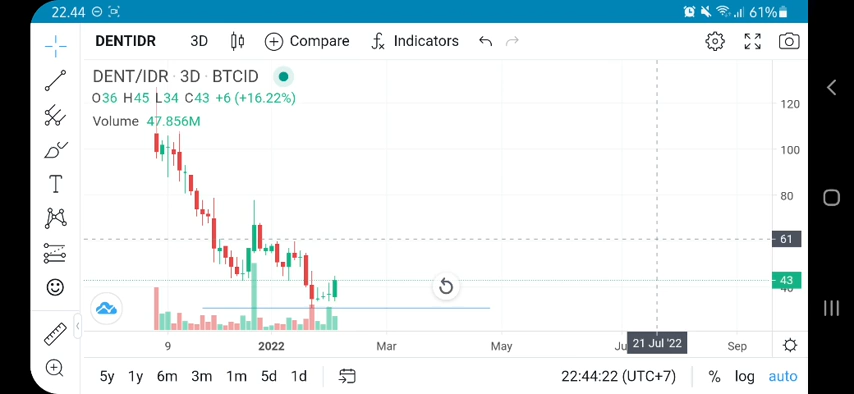 22.44 61%
DENTIDR 3D Compare Indicators
DENT/IDR · 3D · BTCID
O36 H45 L34 C43 +6 (+16.22%)
Volume 47.856M
120
100
80
61
43
40
9 2022 Mar May Ju 21 Jul '22 Sep
5y 1y 6m 3m 1m 5d 1d 22:44:22 (UTC+7) % log auto